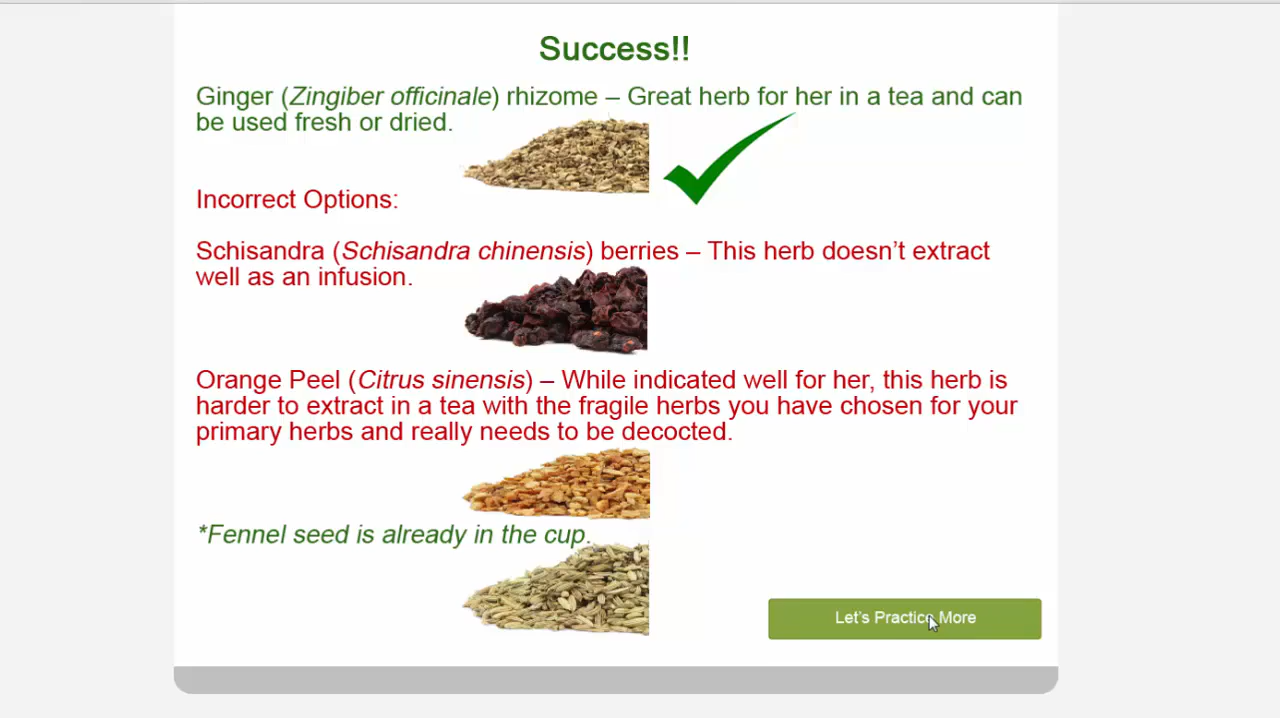 Success!!
Ginger (Zingiber officinale) rhizome – Great herb for her in a tea and can
be used fresh or dried.
Incorrect Options:
Schisandra (Schisandra chinensis) berries – This herb doesn’t extract
well as an infusion.
Orange Peel (Citrus sinensis) – While indicated well for her, this herb is
harder to extract in a tea with the fragile herbs you have chosen for your
primary herbs and really needs to be decocted.
*Fennel seed is already in the cup.
Let’s Practice More